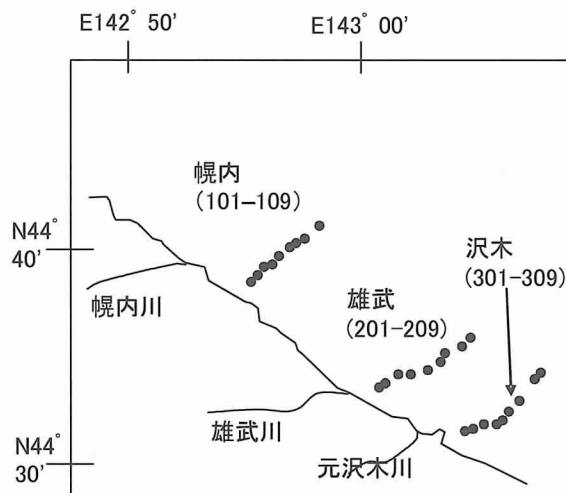 E142° 50'
E143° 00'
幌内
(101-109)
N44°
40'
沢木
(301-309)
幌内川
雄武
(201-209)
雄武川
N44°
30'
元沢木川